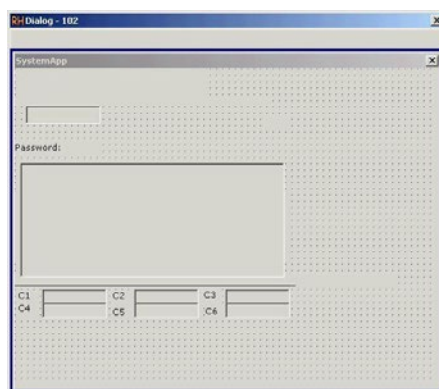 RH Dialog - 102
SystemApp
Password:
C1 C2 C3
C4 C5 C6